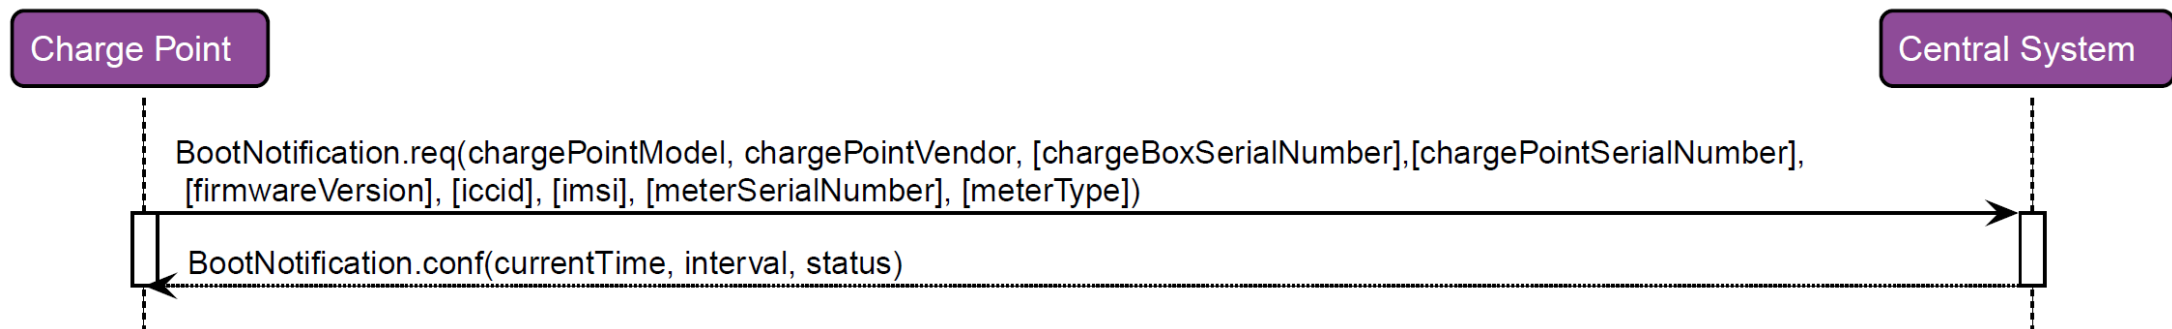 Charge Point
Central System
BootNotification.req(chargePointModel, chargePointVendor, [chargeBoxSerialNumber],[chargePointSerialNumber],
[firmwareVersion], [iccid], [imsi], [meterSerialNumber], [meterType])
BootNotification.conf(currentTime, interval, status)